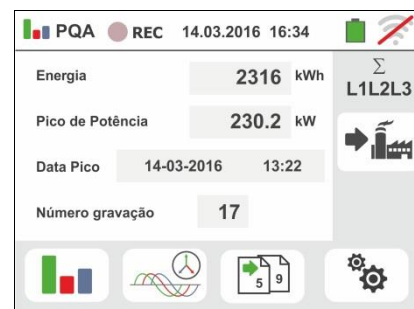 PQA REC 14.03.2016 16:34
Energia 2316 kWh
Σ
L1L2L3
Pico de Potência 230.2 kW
Data Pico 14-03-2016 13:22
Número gravação 17
5 9